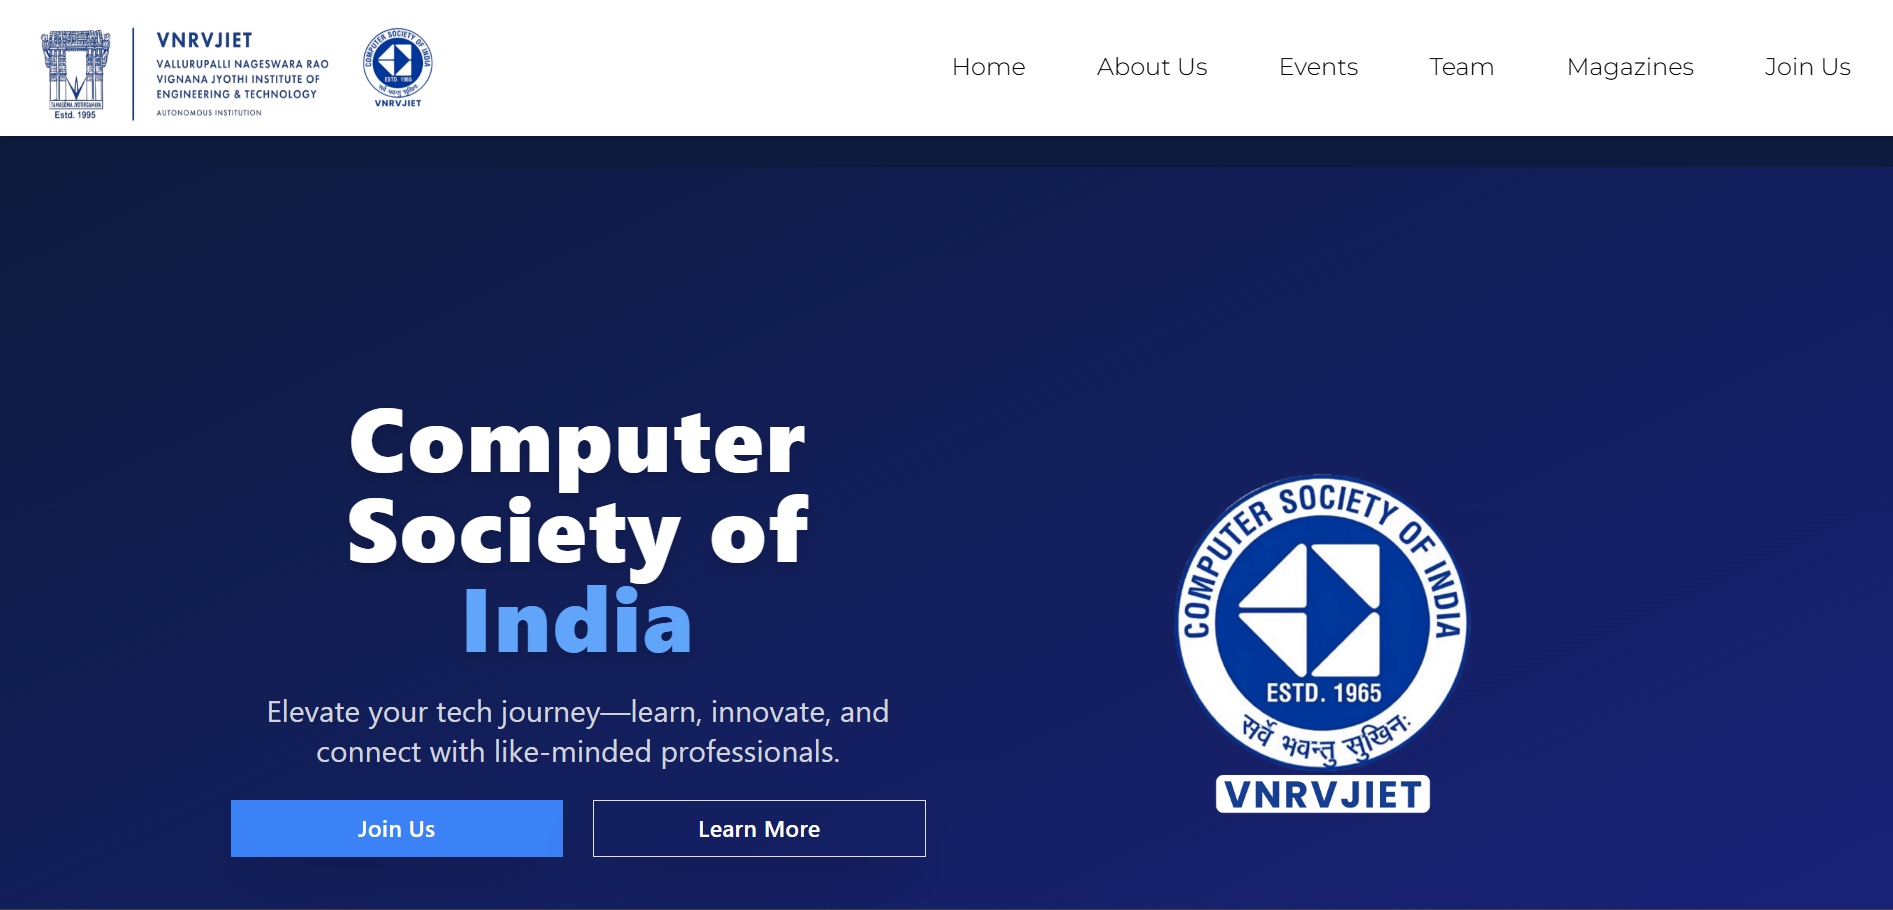 VNRVJIET
VALLURUPALLI NAGESWARA RAO
VIGNANA JYOTHI INSTITUTE OF
ENGINEERING & TECHNOLOGY
AUTONOMOUS INSTITUTION
TAMASOMA JYOTIRGAMAYA
Estd. 1995
COMPUTER SOCIETY OF INDIA
ESTD. 1965
सर्वे भवन्तु सुखिनः
VNRVJIET
Home
About Us
Events
Team
Magazines
Join Us
Computer
Society of
India
Elevate your tech journey—learn, innovate, and
connect with like-minded professionals.
Join Us
Learn More
COMPUTER SOCIETY OF INDIA
ESTD. 1965
सर्वे भवन्तु सुखिनः
VNRVJIET